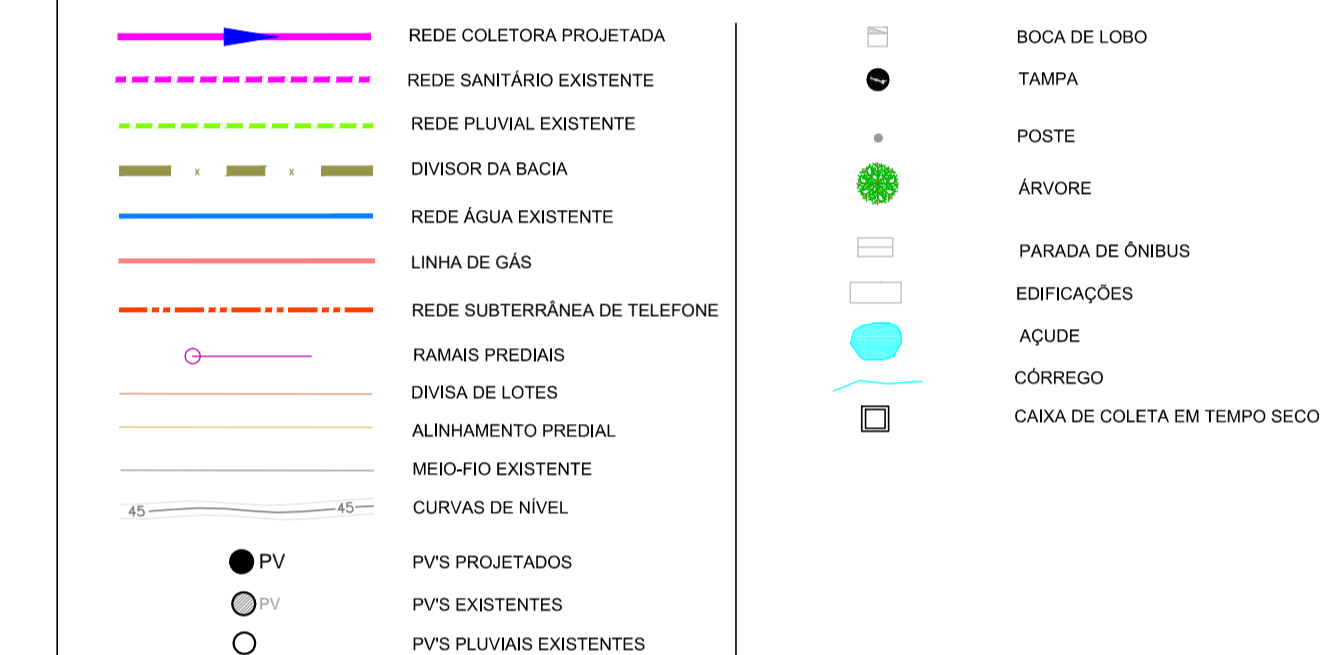 REDE COLETORA PROJETADA
REDE SANITÁRIO EXISTENTE
REDE PLUVIAL EXISTENTE
x x DIVISOR DA BACIA
REDE ÁGUA EXISTENTE
LINHA DE GÁS
REDE SUBTERRÂNEA DE TELEFONE
RAMAIS PREDIAIS
DIVISA DE LOTES
ALINHAMENTO PREDIAL
MEIO-FIO EXISTENTE
45 45 CURVAS DE NÍVEL
PV PV'S PROJETADOS
PV PV'S EXISTENTES
PV'S PLUVIAIS EXISTENTES
BOCA DE LOBO
TAMPA
POSTE
ÁRVORE
PARADA DE ÔNIBUS
EDIFICAÇÕES
AÇUDE
CÓRREGO
CAIXA DE COLETA EM TEMPO SECO